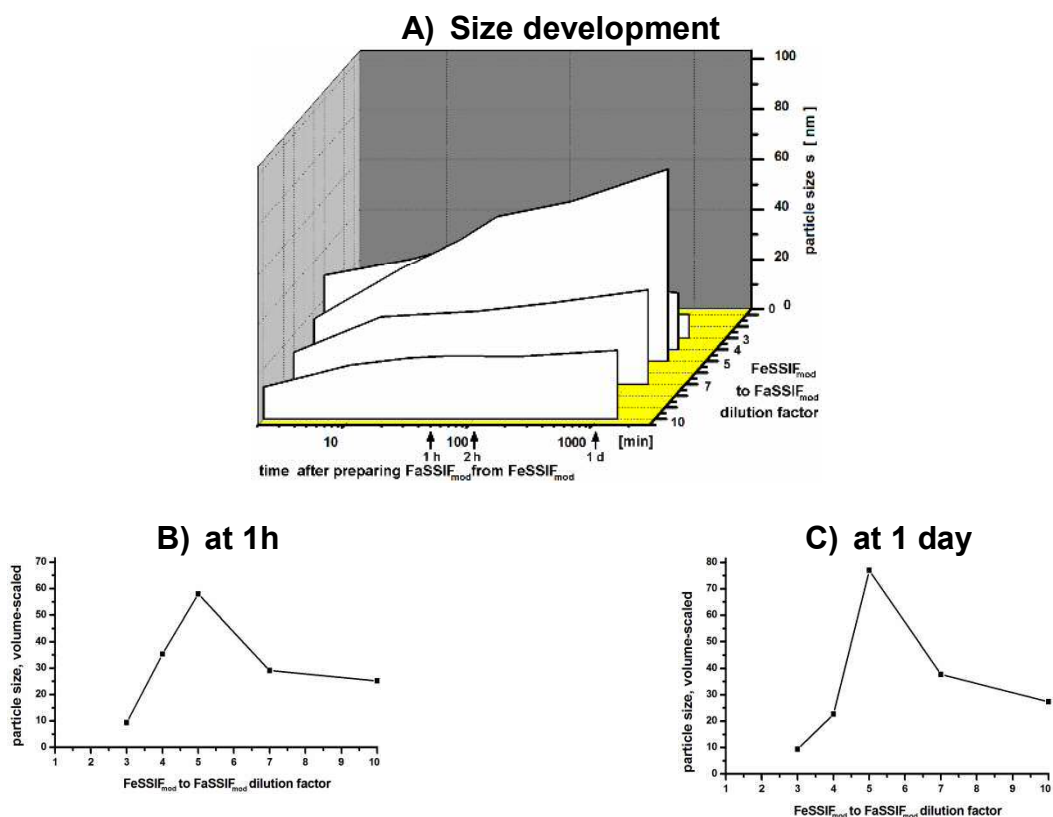 A) Size development
100
80
60
40
20
0
particle size s [ nm]
0
3
4
5
7
10
FeSSIFmod
to FaSSIFmod
dilution factor
10
100
1000
[min]
1 h
2 h
1 d
time after preparing FaSSIFmod from FeSSIFmod
B) at 1h
70
60
50
40
30
20
10
0
particle size, volume-scaled
1 2 3 4 5 6 7 8 9 10
FeSSIFmod to FaSSIFmod dilution factor
C) at 1 day
80
70
60
50
40
30
20
10
0
particle size, volume-scaled
1 2 3 4 5 6 7 8 9 10
FeSSIFmod to FaSSIFmod dilution factor